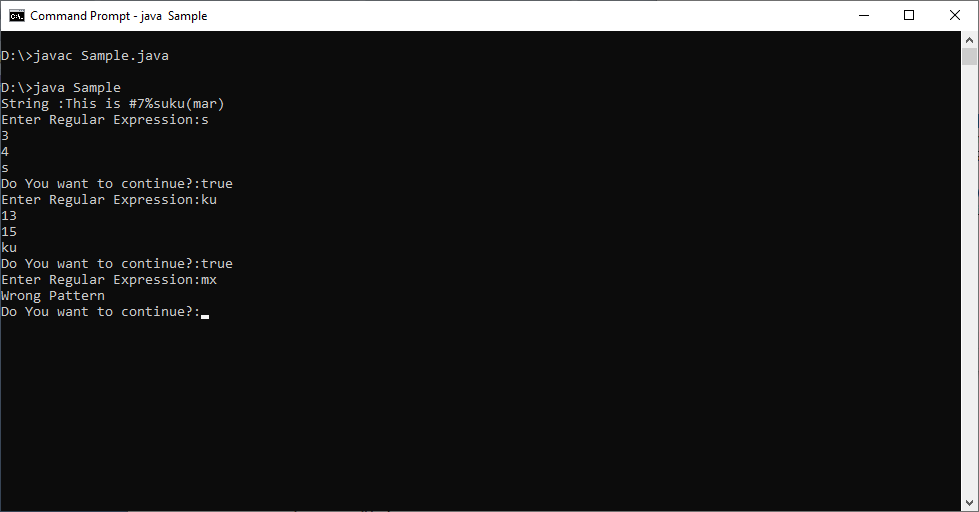 Command Prompt - java  Sample
D:\>javac Sample.java
D:\>java Sample
String :This is #7%suku(mar)
Enter Regular Expression:s
3
4
s
Do You want to continue?:true
Enter Regular Expression:ku
13
15
ku
Do You want to continue?:true
Enter Regular Expression:mx
Wrong Pattern
Do You want to continue?: